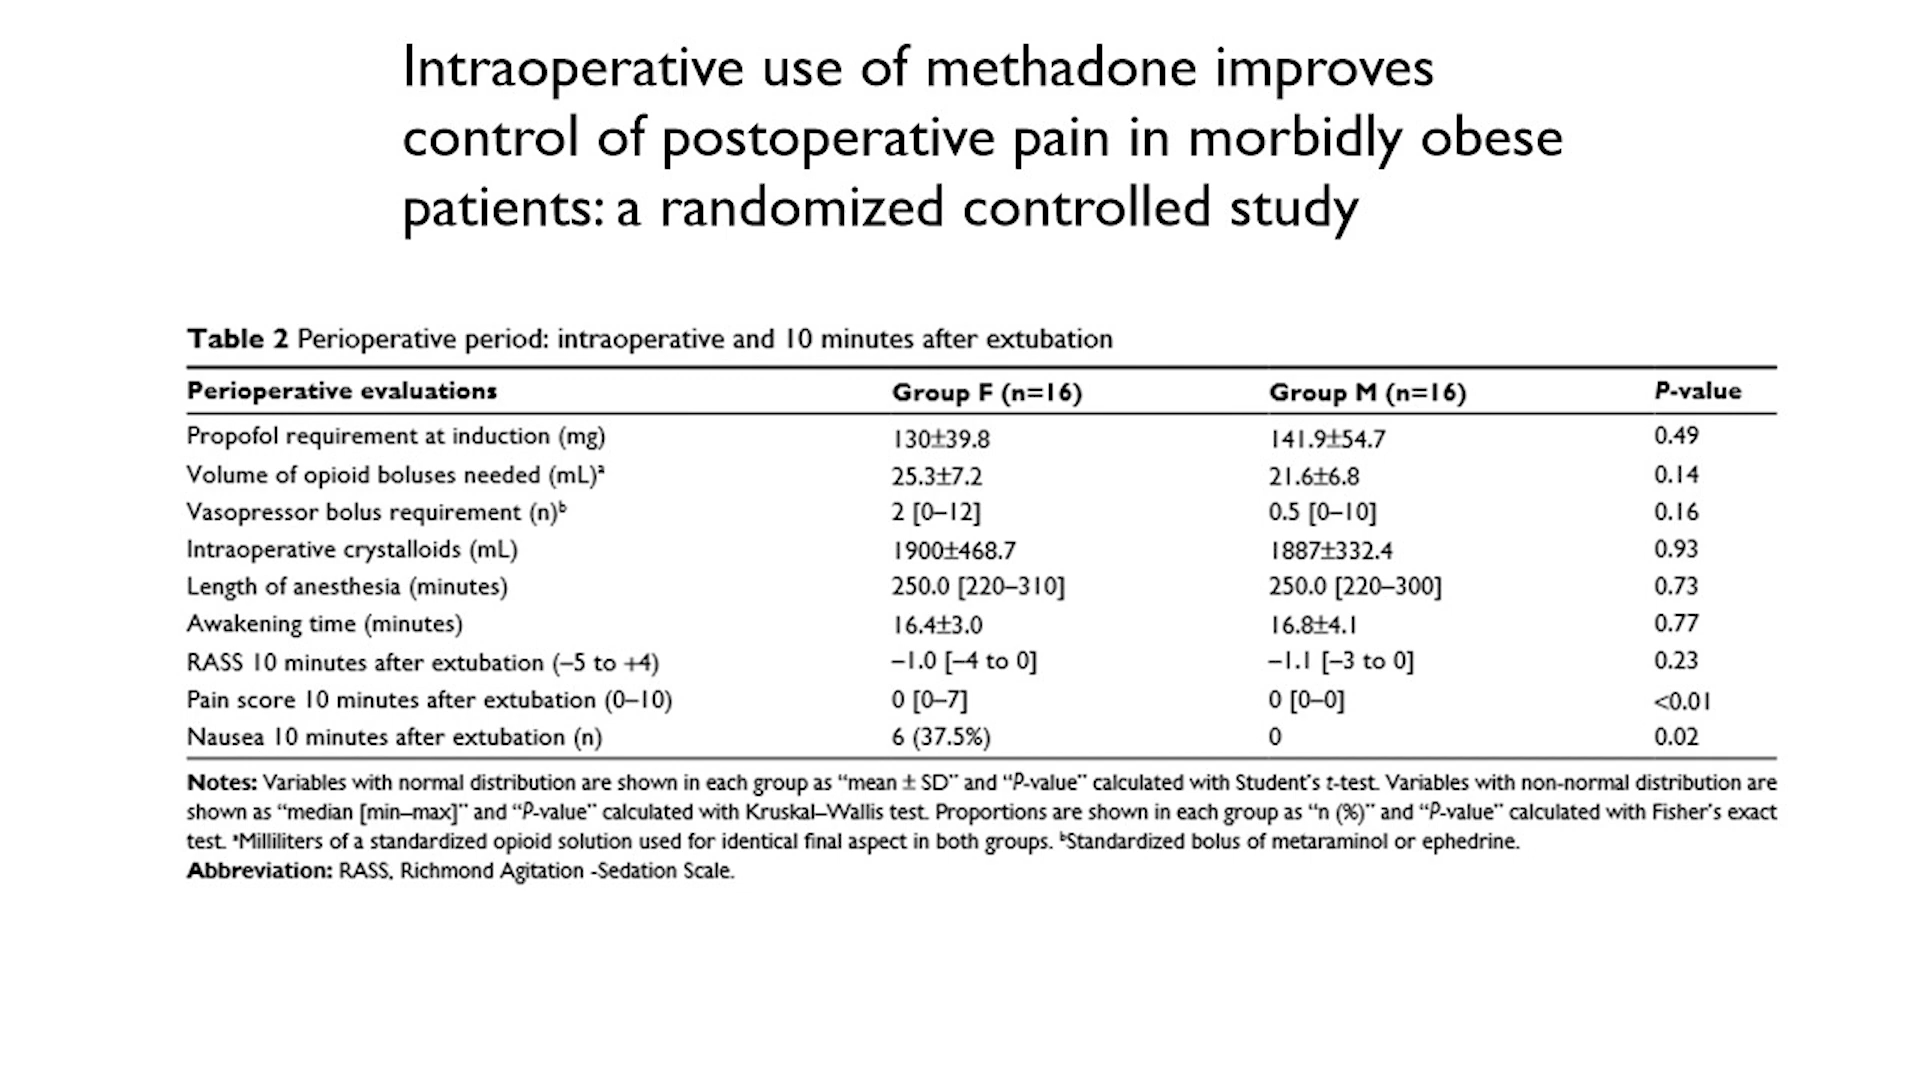 Intraoperative use of methadone improves
control of postoperative pain in morbidly obese
patients: a randomized controlled study
Table 2 Perioperative period: intraoperative and 10 minutes after extubation
Perioperative evaluations Group F (n=16) Group M (n=16) P-value
Propofol requirement at induction (mg) 130±39.8 141.9±54.7 0.49
Volume of opioid boluses needed (mL)ᵃ 25.3±7.2 21.6±6.8 0.14
Vasopressor bolus requirement (n)ᵇ 2 [0–12] 0.5 [0–10] 0.16
Intraoperative crystalloids (mL) 1900±468.7 1887±332.4 0.93
Length of anesthesia (minutes) 250.0 [220–310] 250.0 [220–300] 0.73
Awakening time (minutes) 16.4±3.0 16.8±4.1 0.77
RASS 10 minutes after extubation (–5 to +4) –1.0 [–4 to 0] –1.1 [–3 to 0] 0.23
Pain score 10 minutes after extubation (0–10) 0 [0–7] 0 [0–0] <0.01
Nausea 10 minutes after extubation (n) 6 (37.5%) 0 0.02
Notes: Variables with normal distribution are shown in each group as “mean ± SD” and “P-value” calculated with Student’s t-test. Variables with non-normal distribution are
shown as “median [min–max]” and “P-value” calculated with Kruskal–Wallis test. Proportions are shown in each group as “n (%)” and “P-value” calculated with Fisher’s exact
test. ᵃMilliliters of a standardized opioid solution used for identical final aspect in both groups. ᵇStandardized bolus of metaraminol or ephedrine.
Abbreviation: RASS, Richmond Agitation -Sedation Scale.